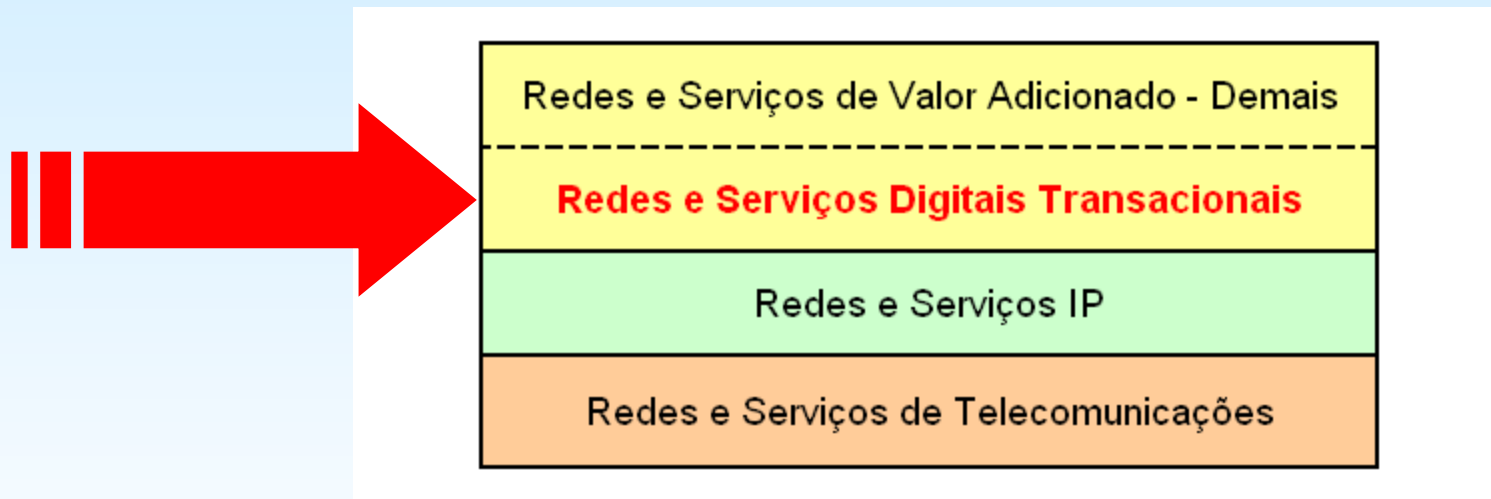 Redes e Serviços de Valor Adicionado - Demais
Redes e Serviços Digitais Transacionais
Redes e Serviços IP
Redes e Serviços de Telecomunicações